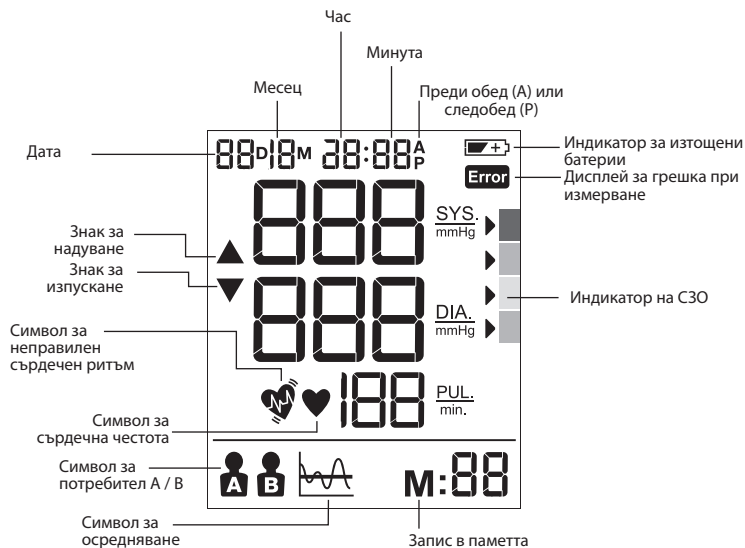 Час
Минута
Месец
Преди обед (A) или
следобед (P)
Дата
88D18M 28:88 A
P
Индикатор за изтощени
батерии
Error
Дисплей за грешка при
измерване
888
SYS.
mmHg
Знак за
надуване
Знак за
изпускане
Индикатор на СЗО
888
DIA.
mmHg
Символ за
неправилен
сърдечен ритъм
188
PUL.
min.
Символ за
сърдечна честота
Символ за
потребител A / B
A B
M:88
Символ за
осредняване
Запис в паметта